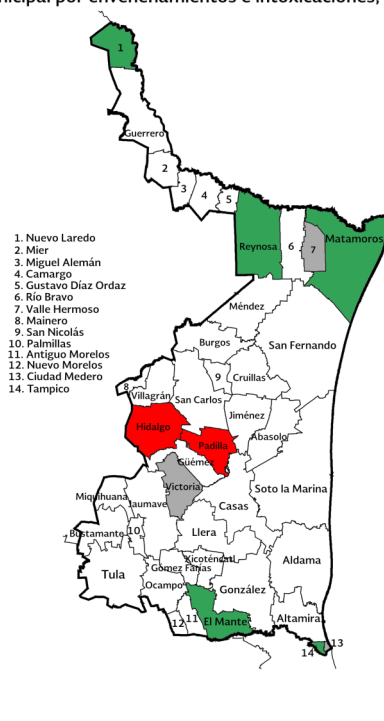 nicipal por envenenamientos e intoxicaciones,
1
Guerrero
2
3
4
5
Reynosa
6
7
Matamoros
1. Nuevo Laredo
2. Mier
3. Miguel Alemán
4. Camargo
5. Gustavo Díaz Ordaz
6. Río Bravo
7. Valle Hermoso
8. Mainero
9. San Nicolás
10. Palmillas
11. Antiguo Morelos
12. Nuevo Morelos
13. Ciudad Medero
14. Tampico
Méndez
Burgos
San Fernando
9
Cruillas
8
Villagrán
San Carlos
Jiménez
Hidalgo
Abasolo
Padilla
Güémez
Victoria
Soto la Marina
Miquihuana
Jaumave
Casas
Bustamante
10
Llera
Xicoténcatl
Aldama
Gómez Farías
Tula
Ocampo
González
12
11
El Mante
Altamira
13
14